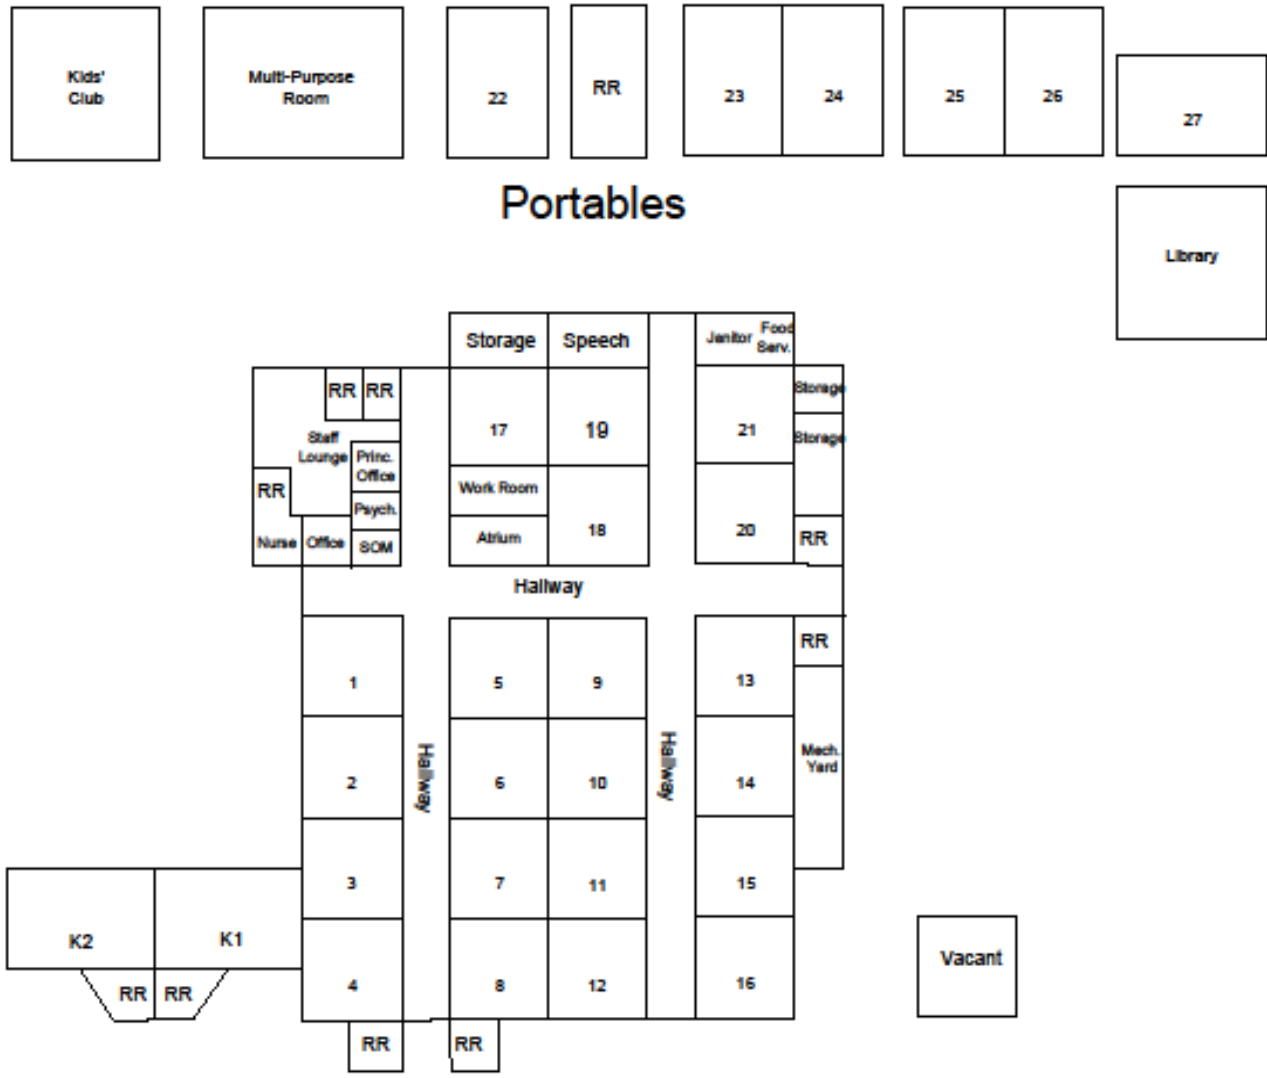 Kids'
Club
Multi-Purpose
Room
22
RR
23
24
25
26
27
Portables
Library
Storage
Speech
Janitor
Food
Serv.
RR
RR
Staff
Lounge
Princ.
Office
17
19
21
Storage
Storage
RR
Psych.
Work Room
Nurse
Office
SOM
Atrium
18
20
RR
Hallway
1
5
9
13
RR
2
Hallway
6
10
Hallway
14
Mech.
Yard
3
7
11
15
K2
K1
4
8
12
16
Vacant
RR
RR
RR
RR